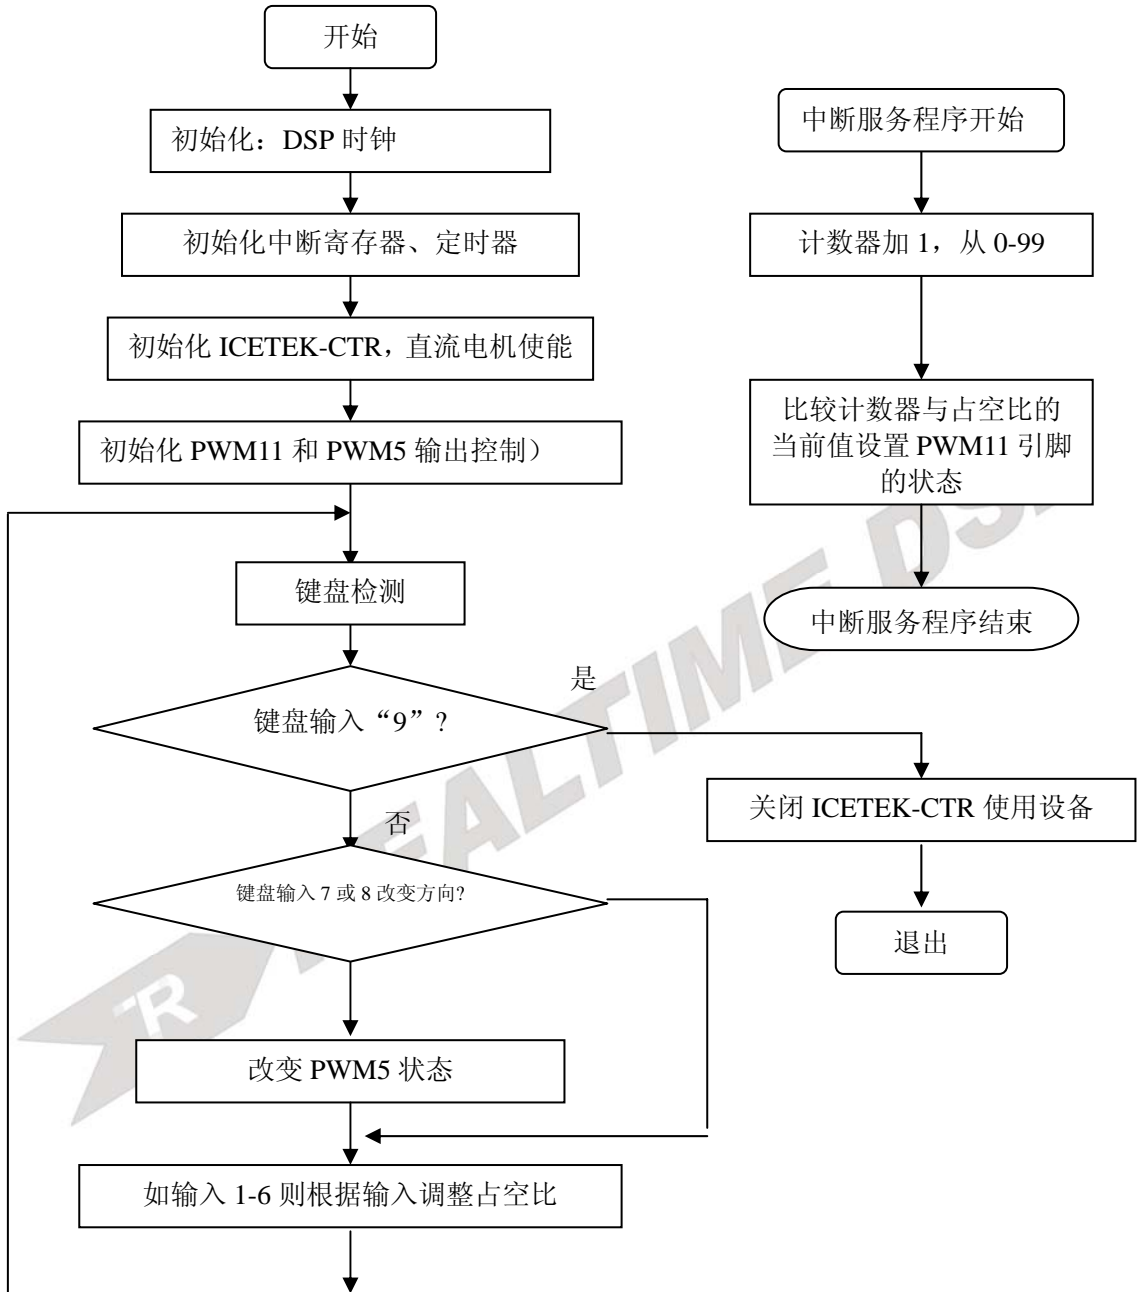 开始
初始化：DSP 时钟
初始化中断寄存器、定时器
初始化 ICETEK-CTR，直流电机使能
初始化 PWM11 和 PWM5 输出控制）
键盘检测
键盘输入“9”？
是
否
键盘输入 7 或 8 改变方向?
改变 PWM5 状态
如输入 1-6 则根据输入调整占空比
中断服务程序开始
计数器加 1，从 0-99
比较计数器与占空比的
当前值设置 PWM11 引脚
的状态
中断服务程序结束
关闭 ICETEK-CTR 使用设备
退出